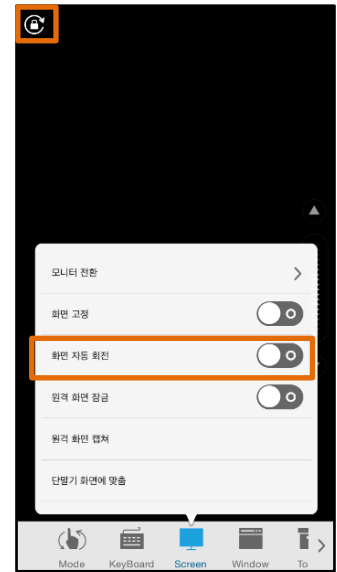 모니터 전환
화면 고정
화면 자동 회전
원격 화면 잠금
원격 화면 캡쳐
단말기 화면에 맞춤
Mode KeyBoard Screen Window To